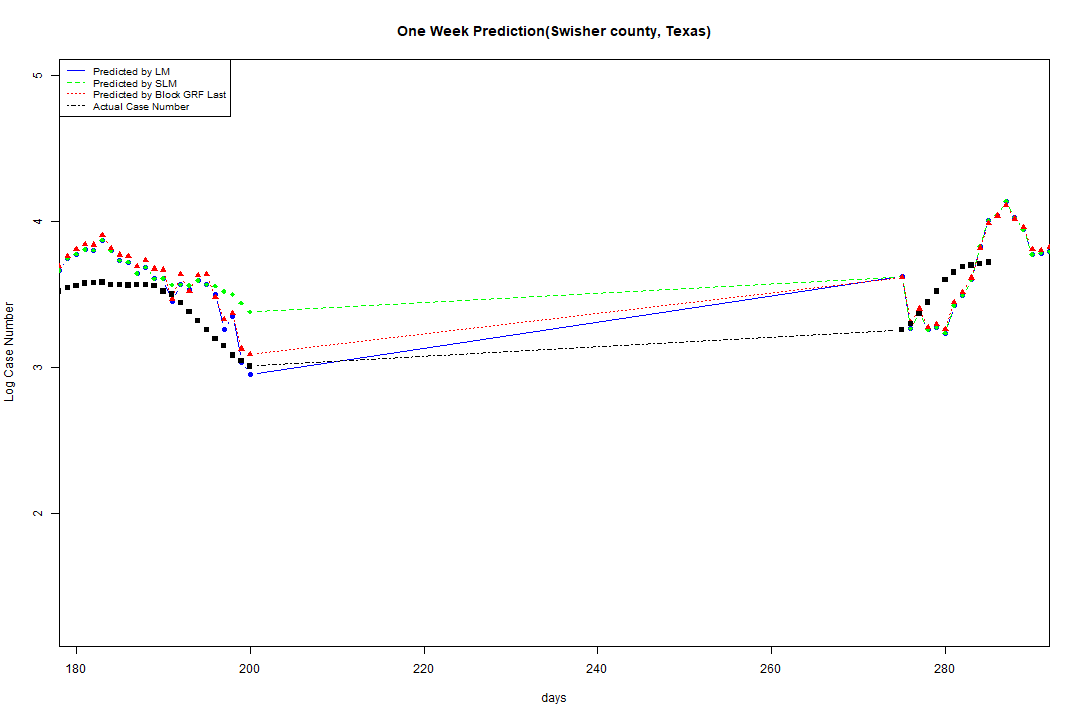 One Week Prediction(Swisher county, Texas)
Predicted by LM
Predicted by SLM
Predicted by Block GRF Last
Actual Case Number
5
4
3
2
Log Case Number
180 200 220 240 260 280
days